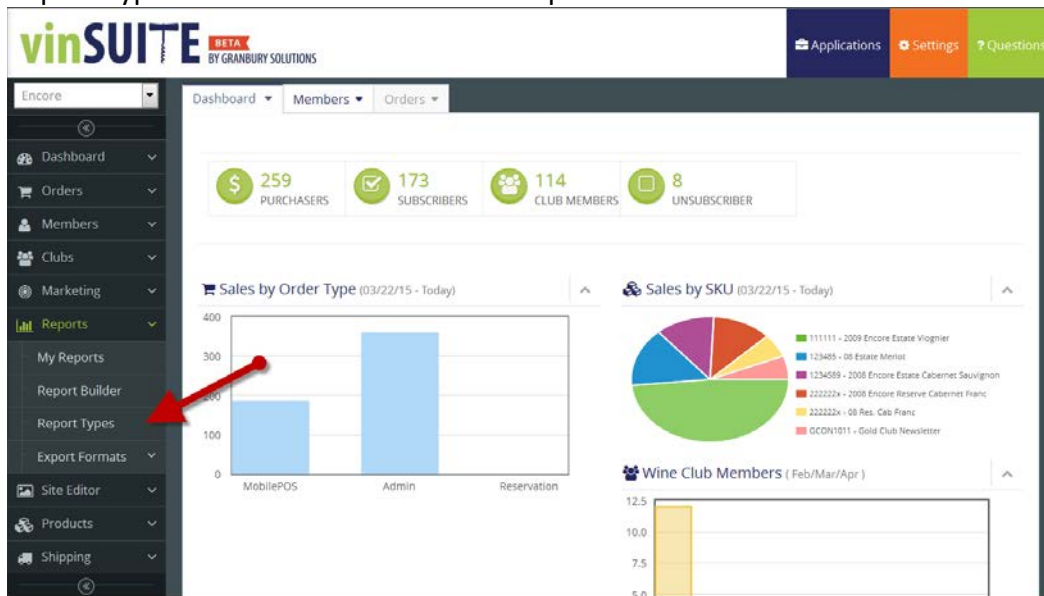 vinSUITE BETA
BY GRANBURY SOLUTIONS
Applications
Settings
? Questions
Encore
Dashboard
Orders
Members
Clubs
Marketing
Reports
My Reports
Report Builder
Report Types
Export Formats
Site Editor
Products
Shipping
Dashboard Members Orders
259
PURCHASERS
173
SUBSCRIBERS
114
CLUB MEMBERS
8
UNSUBSCRIBER
Sales by Order Type (03/22/15 - Today)
400
300
200
100
0
MobilePOS Admin Reservation
Sales by SKU (03/22/15 - Today)
111111 - 2009 Encore Estate Viognier
123485 - 08 Estate Merlot
1234589 - 2008 Encore Estate Cabernet Sauvignon
222222x - 2008 Encore Reserve Cabernet Franc
222222x - 08 Res. Cab Franc
GCON1011 - Gold Club Newsletter
Wine Club Members ( Feb/Mar/Apr )
12.5
10.0
7.5
5.0